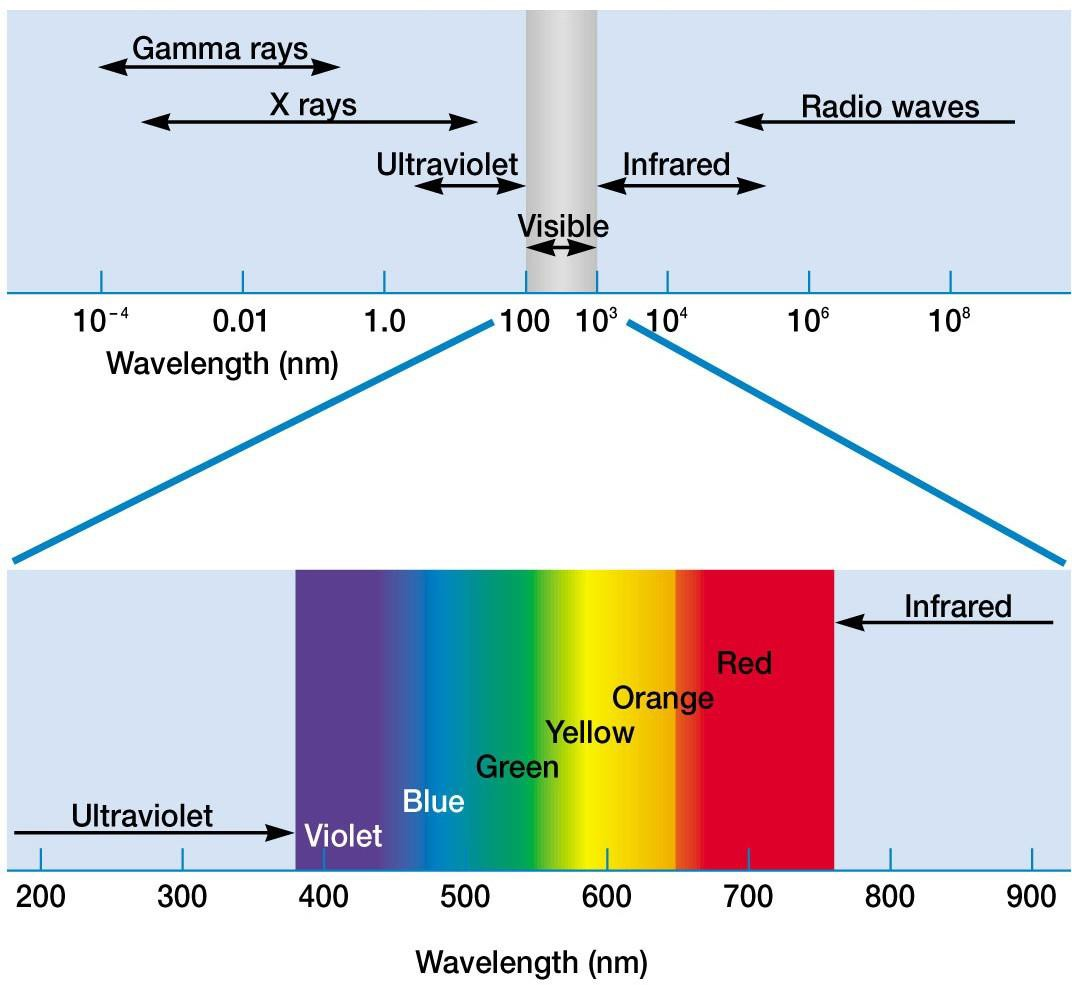 Gamma rays
X rays
Radio waves
Ultraviolet
Infrared
Visible
10⁻⁴ 0.01 1.0 100 10³ 10⁴ 10⁶ 10⁸
Wavelength (nm)
Infrared
Red
Orange
Yellow
Green
Blue
Ultraviolet
Violet
200 300 400 500 600 700 800 900
Wavelength (nm)